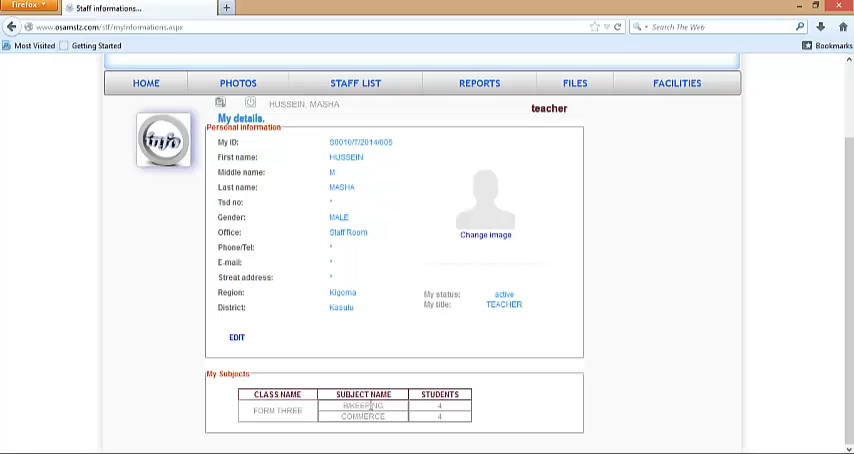 Firefox
Staff informations...
www.osamstz.com/stf/myInformations.aspx
Search The Web
Most Visited
Getting Started
Bookmarks
HOME
PHOTOS
STAFF LIST
REPORTS
FILES
FACILITIES
HUSSEIN, MASHA
teacher
info
My details.
Personal information
My ID: S0010/T/2014/005
First name: HUSSEIN
Middle name: M
Last name: MASHA
Tsd no: *
Gender: MALE
Office: Staff Room
Phone/Tel: *
E-mail: *
Streat address: *
Region: Kigoma
District: Kasulu
Change image
My status: active
My title: TEACHER
EDIT
My Subjects
CLASS NAME SUBJECT NAME STUDENTS
FORM THREE B/KEEPING 4
COMMERCE 4